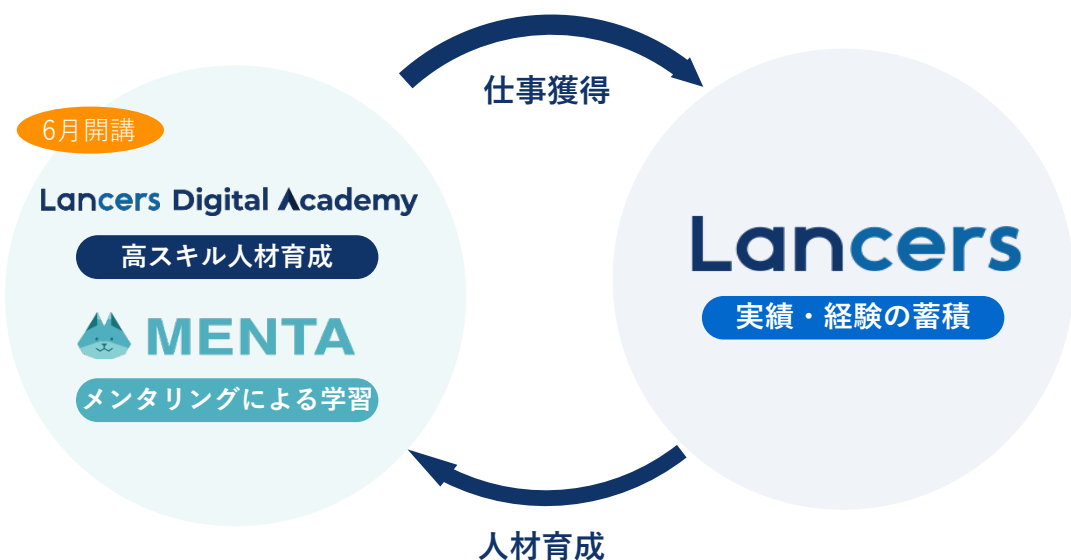 仕事獲得
6月開講
Lancers Digital Academy
高スキル人材育成
MENTA
メンタリングによる学習
Lancers
実績・経験の蓄積
人材育成